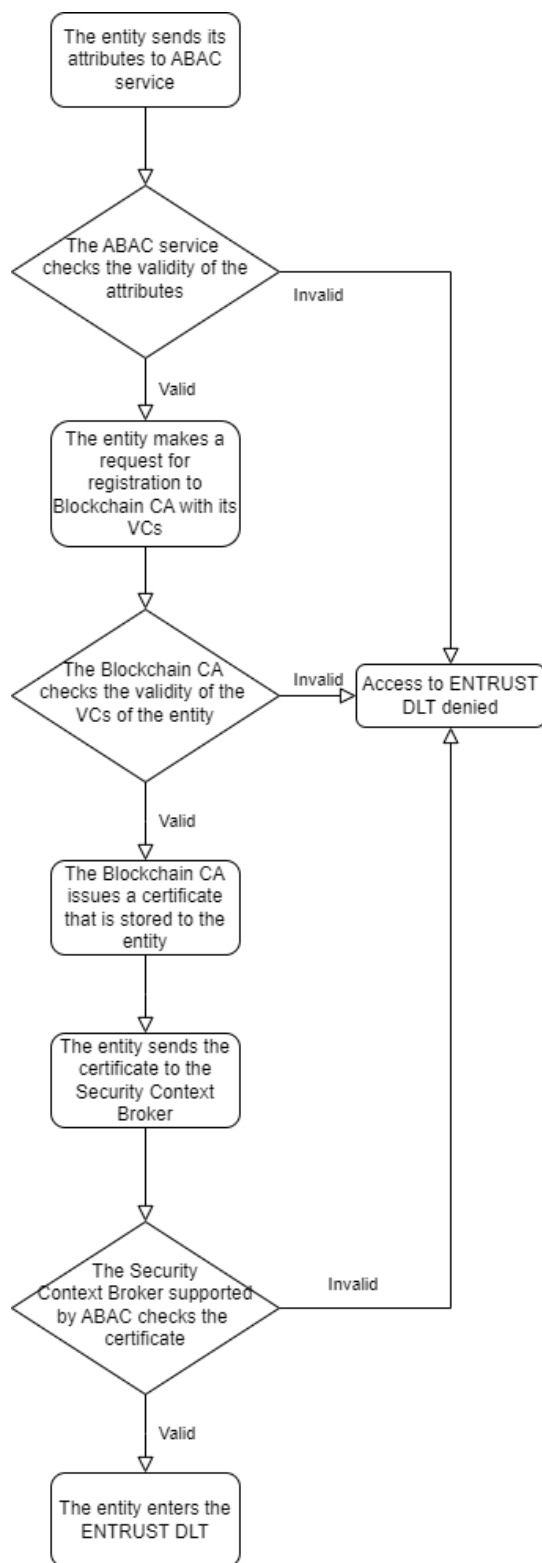 The entity sends its
attributes to ABAC
service
The ABAC service
checks the validity of the
attributes
Invalid
Valid
The entity makes a
request for
registration to
Blockchain CA with its
VCs
The Blockchain CA
checks the validity of the
VCs of the entity
Invalid
Access to ENTRUST
DLT denied
Valid
The Blockchain CA
issues a certificate
that is stored to the
entity
The entity sends the
certificate to the
Security Context
Broker
The Security
Context Broker supported
by ABAC checks the
certificate
Invalid
Valid
The entity enters the
ENTRUST DLT